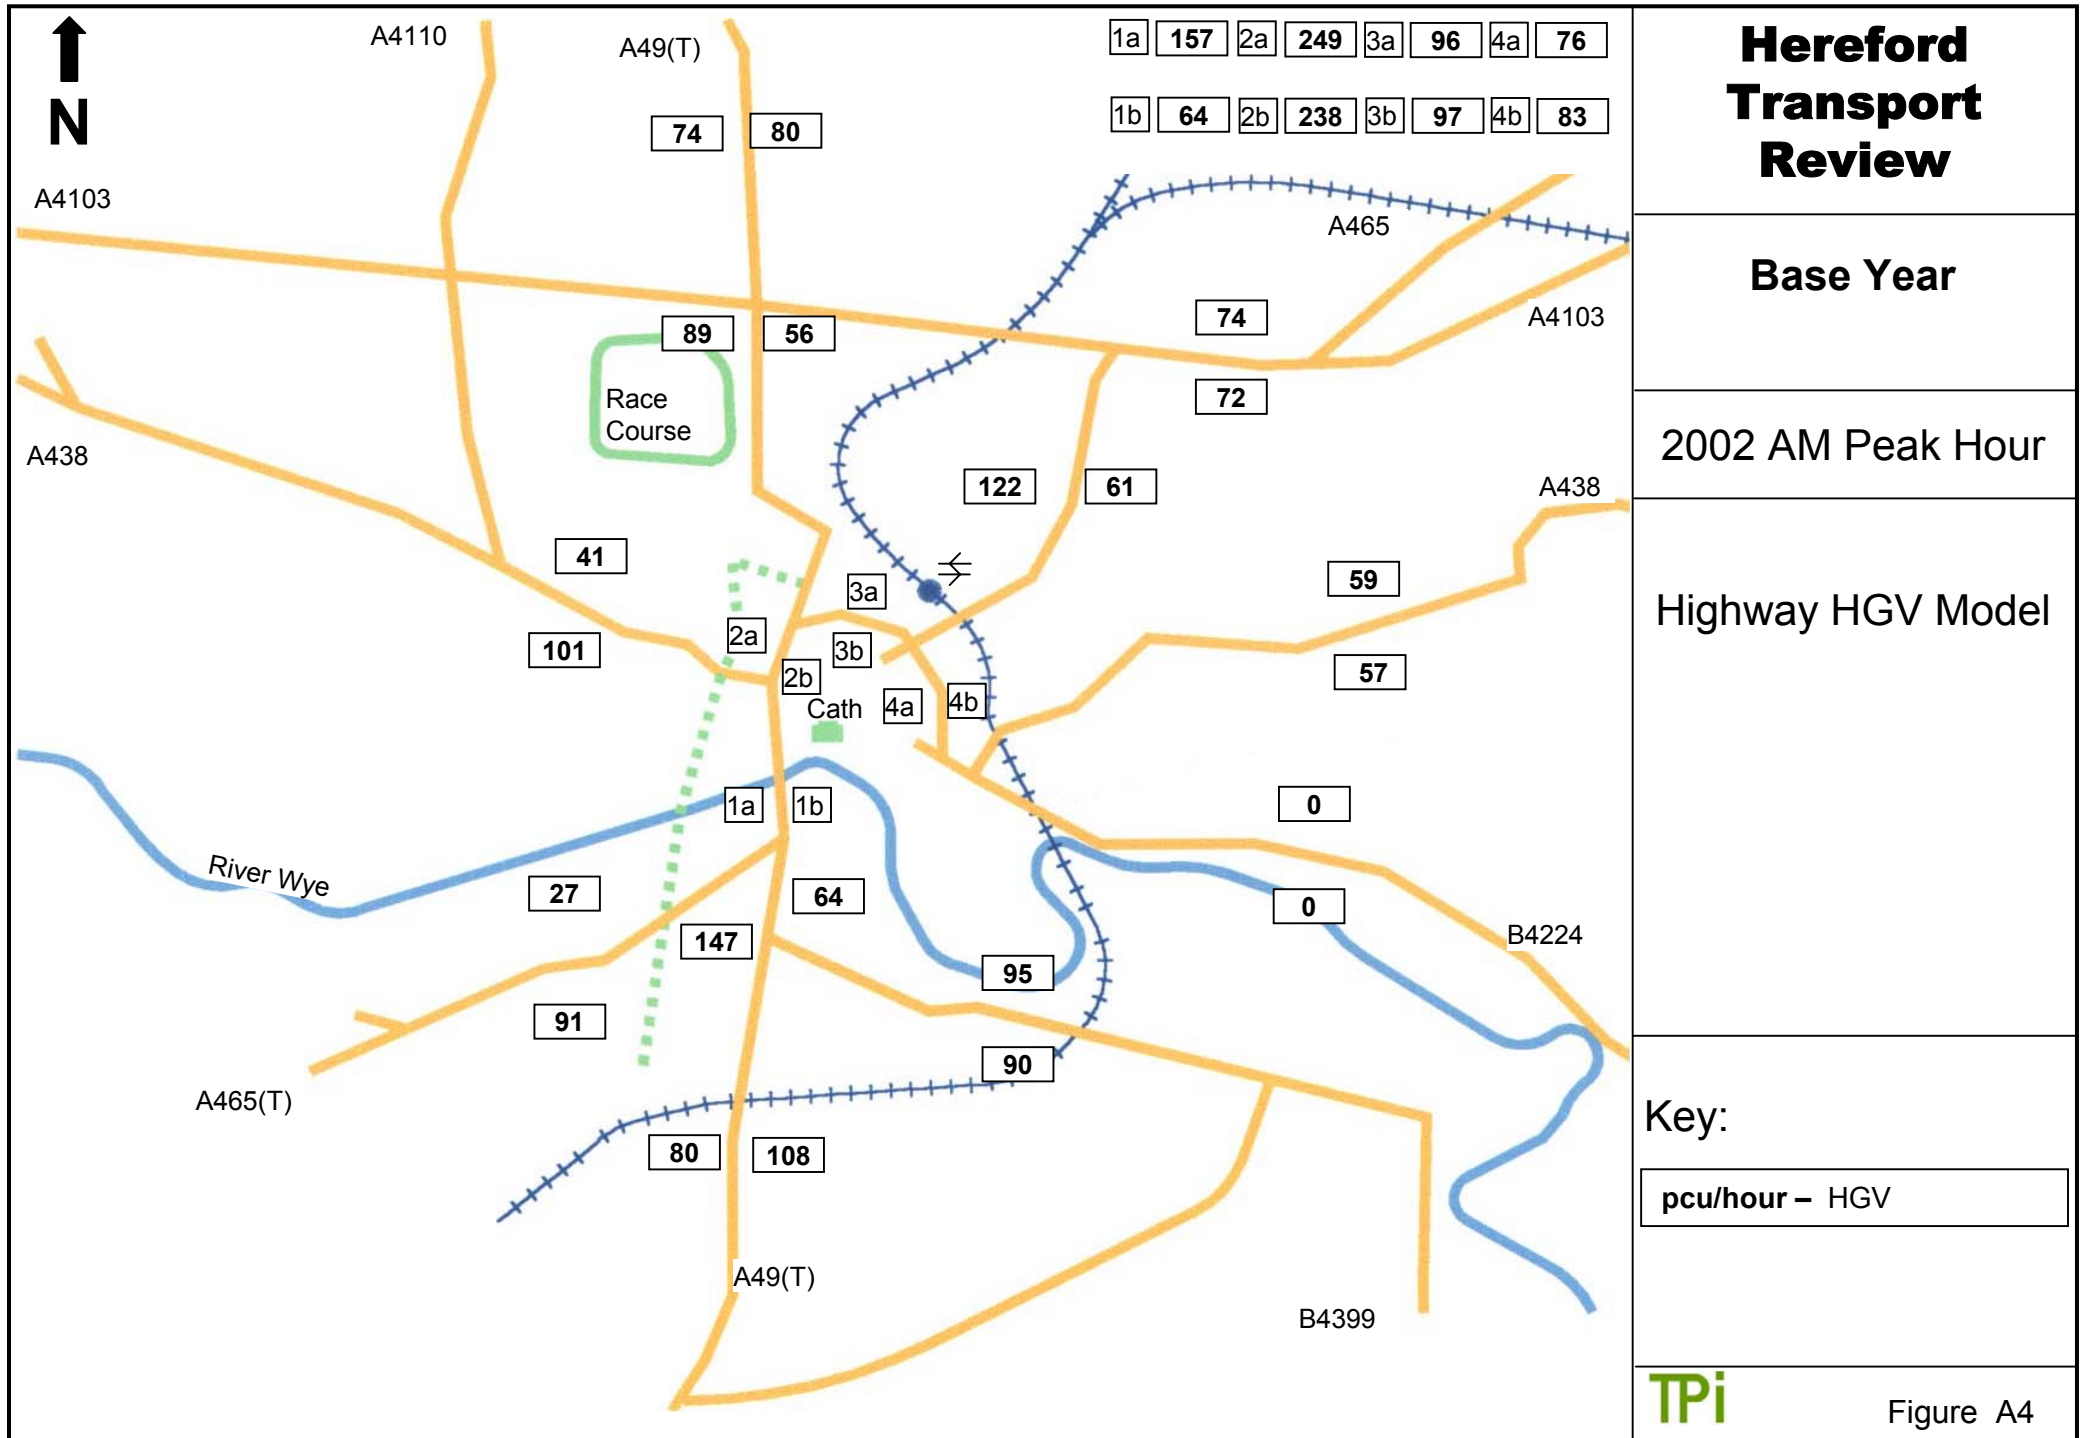 A4110
A49(T)
1a 157 2a 249 3a 96 4a 76
1b 64 2b 238 3b 97 4b 83
N
74 80
A4103
A465
89 56
74
A4103
Race
Course
72
A438
122 61
A438
41
3a
59
2a
3b
101
2b
57
4a 4b
Cath
1a 1b
0
River Wye
27
64
0
147
95
B4224
91
90
A465(T)
80 108
A49(T)
B4399
Hereford
Transport
Review
Base Year
2002 AM Peak Hour
Highway HGV Model
Key:
pcu/hour – HGV
TPi
Figure A4